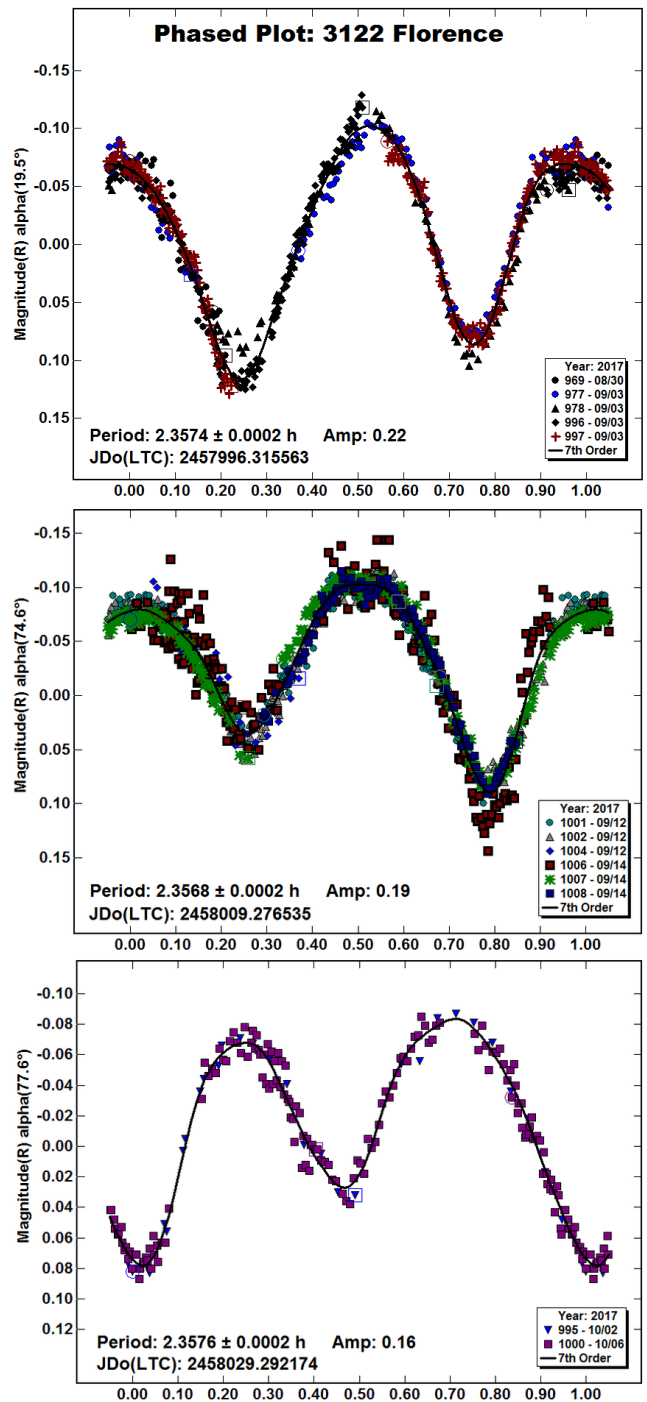 Phased Plot: 3122 Florence
Magnitude(R) alpha(19.5°)
-0.15
-0.10
-0.05
0.00
0.05
0.10
0.15
Year: 2017
969 - 08/30
977 - 09/03
978 - 09/03
996 - 09/03
997 - 09/03
7th Order
Period: 2.3574 ± 0.0002 h Amp: 0.22
JDo(LTC): 2457996.315563
0.00 0.10 0.20 0.30 0.40 0.50 0.60 0.70 0.80 0.90 1.00
Magnitude(R) alpha(74.6°)
-0.15
-0.10
-0.05
0.00
0.05
0.10
0.15
Year: 2017
1001 - 09/12
1002 - 09/12
1004 - 09/12
1006 - 09/14
1007 - 09/14
1008 - 09/14
7th Order
Period: 2.3568 ± 0.0002 h Amp: 0.19
JDo(LTC): 2458009.276535
0.00 0.10 0.20 0.30 0.40 0.50 0.60 0.70 0.80 0.90 1.00
Magnitude(R) alpha(77.6°)
-0.10
-0.08
-0.06
-0.04
-0.02
0.00
0.02
0.04
0.06
0.08
0.10
0.12
Year: 2017
995 - 10/02
1000 - 10/06
7th Order
Period: 2.3576 ± 0.0002 h Amp: 0.16
JDo(LTC): 2458029.292174
0.00 0.10 0.20 0.30 0.40 0.50 0.60 0.70 0.80 0.90 1.00